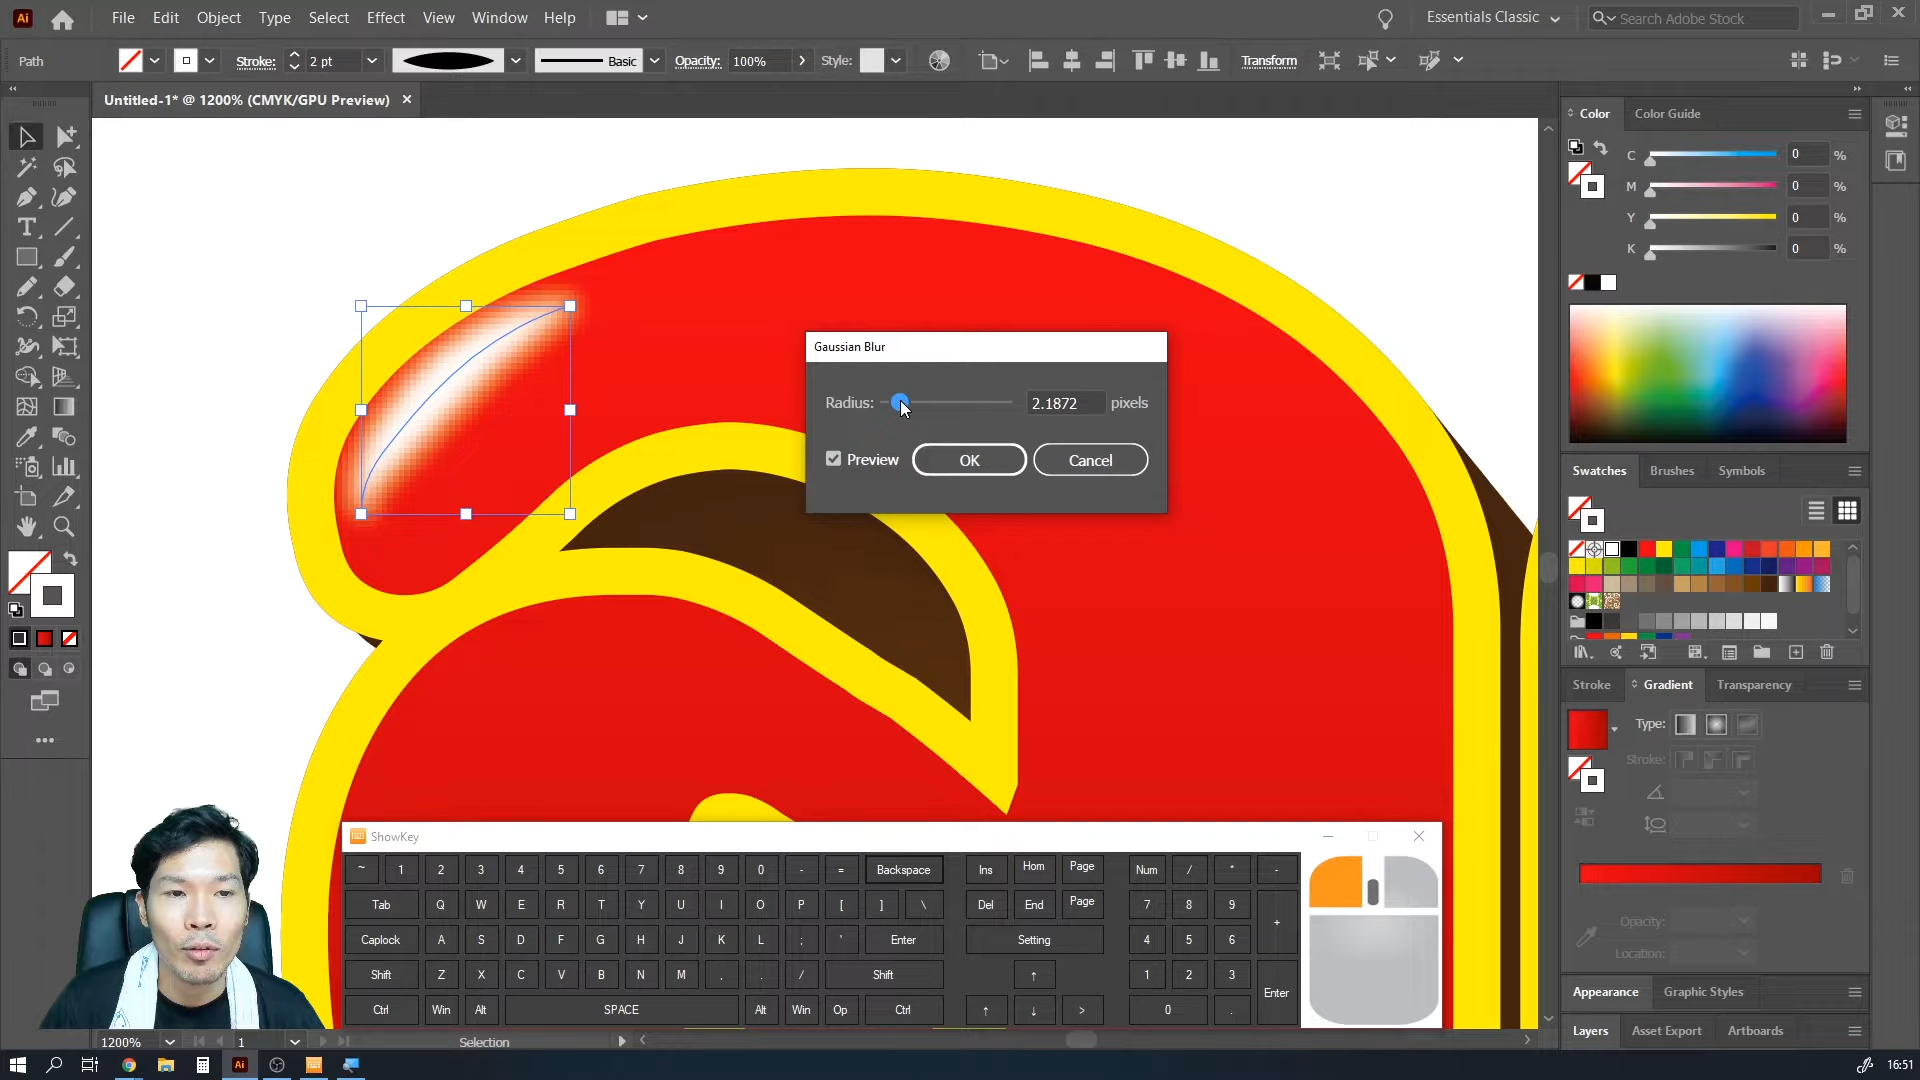 Ai File Edit Object Type Select Effect View Window Help Essentials Classic Search Adobe Stock
Path Stroke: 2 pt Basic Opacity: 100% Style: Transform
Untitled-1* @ 1200% (CMYK/GPU Preview)
Color Color Guide
C 0 %
M 0 %
Y 0 %
K 0 %
Gaussian Blur
Radius: 2.1872 pixels
Preview OK Cancel
Swatches Brushes Symbols
Stroke Gradient Transparency
Type:
Stroke:
Opacity:
Location:
Appearance Graphic Styles
Layers Asset Export Artboards
ShowKey
~ 1 2 3 4 5 6 7 8 9 0 - = Backspace Ins Hom Page Num / * -
Tab Q W E R T Y U I O P [ ] \ Del End Page 7 8 9 +
Caplock A S D F G H J K L ; ' Enter Setting 4 5 6
Shift Z X C V B N M , . / Shift ↑ 1 2 3 Enter
Ctrl Win Alt SPACE Alt Win Op Ctrl ↑ ↓ > 0 .
1200% 1 Selection
Ai 16:51